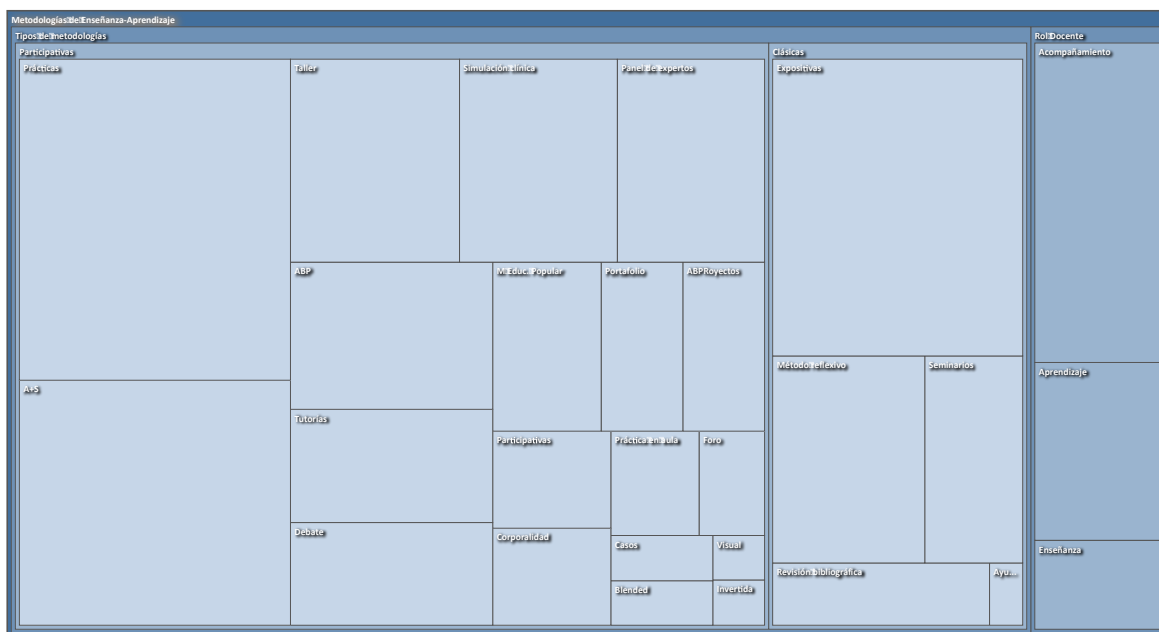 Metodologías de Enseñanza-Aprendizaje
Tipos de metodologías
Rol Docente
Participativas
Clásicas
Acompañamiento
Prácticas
Taller
Simulación clínica
Panel de expertos
Expositivas
ABP
M. Educ. Popular
Portafolio
ABPRoyectos
Método reflexivo
Seminarios
Aprendizaje
A+S
Tutorías
Participativas
Práctica en aula
Foro
Debate
Corporalidad
Casos
Visual
Enseñanza
Revisión bibliográfica
Ayu...
Blended
Invertida